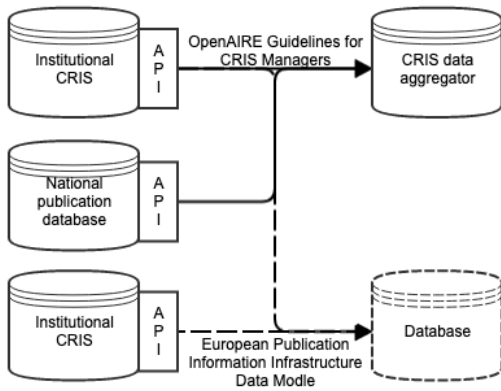 Institutional
CRIS
A
P
I
OpenAIRE Guidelines for
CRIS Managers
CRIS data
aggregator
National
publication
database
A
P
I
Institutional
CRIS
A
P
I
European Publication
Information Infrastructure
Data Modle
Database